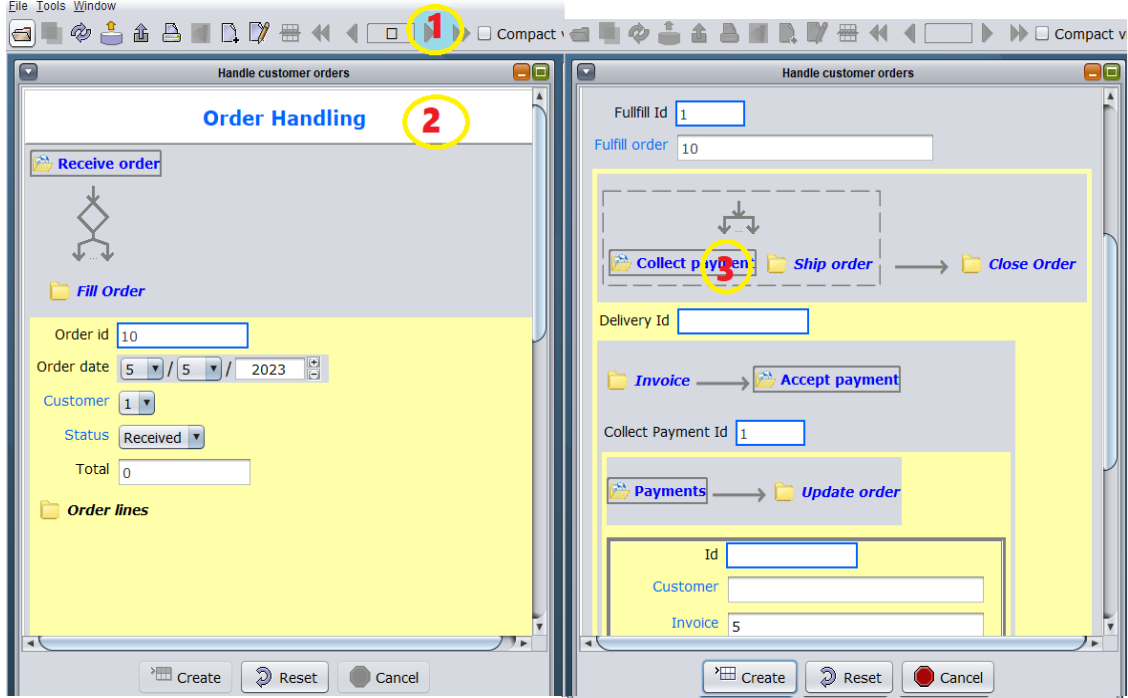 File Tools Window
1
Compact v
Compact v
Handle customer orders
Order Handling
2
Receive order
...
Fill Order
Order id 10
Order date 5 / 5 / 2023
Customer 1
Status Received
Total 0
Order lines
Create Reset Cancel
Handle customer orders
Fullfill Id 1
Fulfill order 10
...
Collect payment Ship order Close Order
3
Delivery Id
Invoice Accept payment
Collect Payment Id 1
Payments Update order
Id
Customer
Invoice 5
Create Reset Cancel